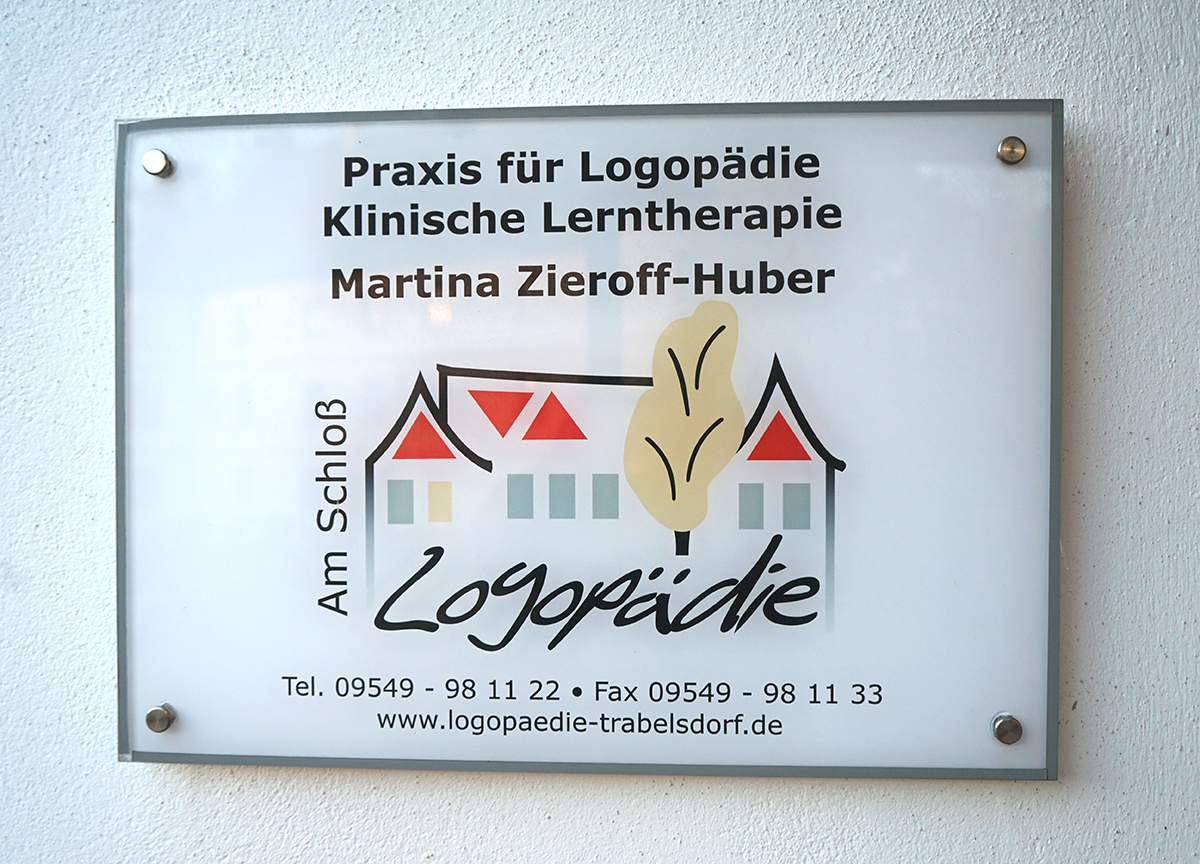 Praxis für Logopädie
Klinische Lerntherapie
Martina Zieroff-Huber
Am Schloß
Logopädie
Tel. 09549 - 98 11 22 • Fax 09549 - 98 11 33
www.logopaedie-trabelsdorf.de